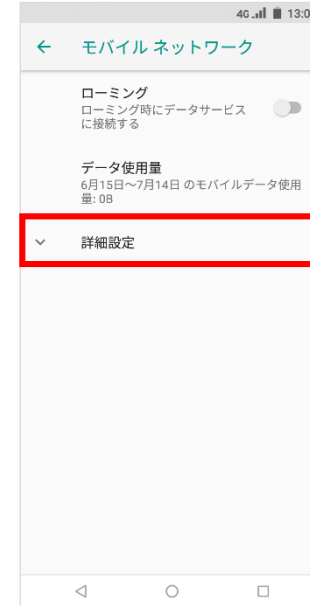 4G 13:0
モバイル ネットワーク
ローミング
ローミング時にデータサービス
に接続する
データ使用量
6月15日～7月14日 のモバイルデータ使用
量: 0B
詳細設定